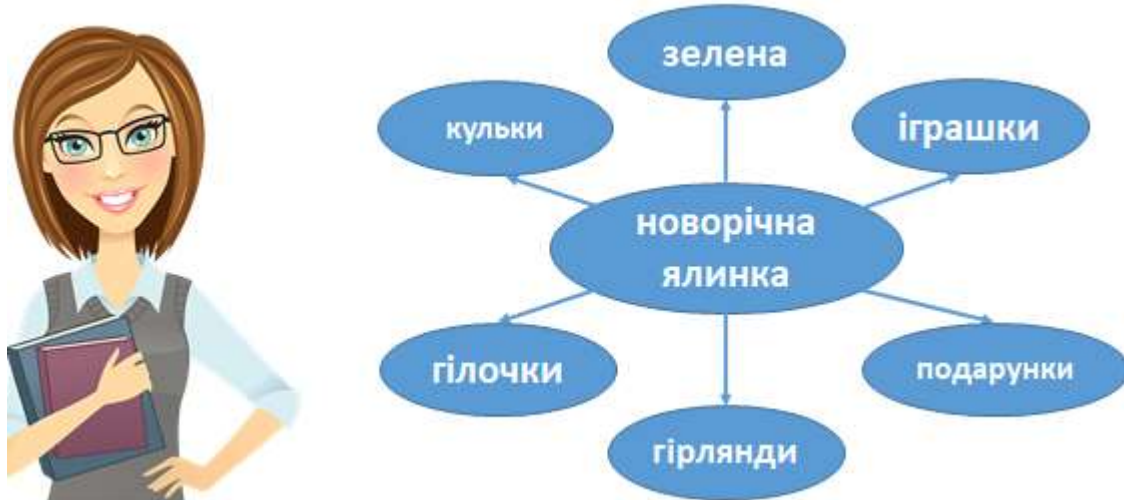 зелена
кульки
іграшки
новорічна
ялинка
гілочки
подарунки
гірлянди